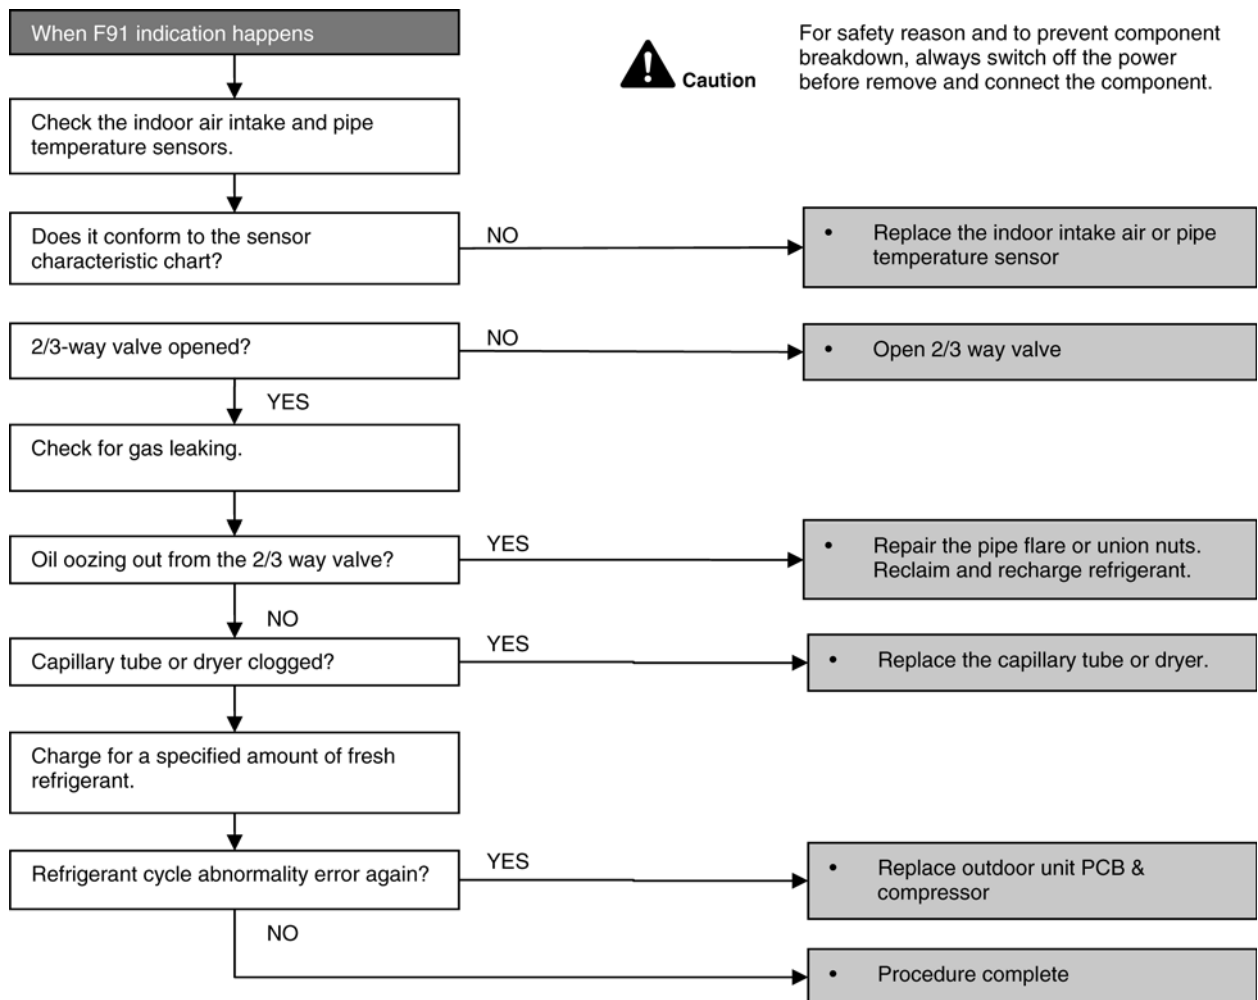 When F91 indication happens
For safety reason and to prevent component
breakdown, always switch off the power
before remove and connect the component.
Caution
Check the indoor air intake and pipe
temperature sensors.
Does it conform to the sensor
characteristic chart?
NO
• Replace the indoor intake air or pipe
temperature sensor
2/3-way valve opened?
NO
• Open 2/3 way valve
YES
Check for gas leaking.
Oil oozing out from the 2/3 way valve?
YES
• Repair the pipe flare or union nuts.
Reclaim and recharge refrigerant.
NO
Capillary tube or dryer clogged?
YES
• Replace the capillary tube or dryer.
Charge for a specified amount of fresh
refrigerant.
Refrigerant cycle abnormality error again?
YES
• Replace outdoor unit PCB &
compressor
NO
• Procedure complete